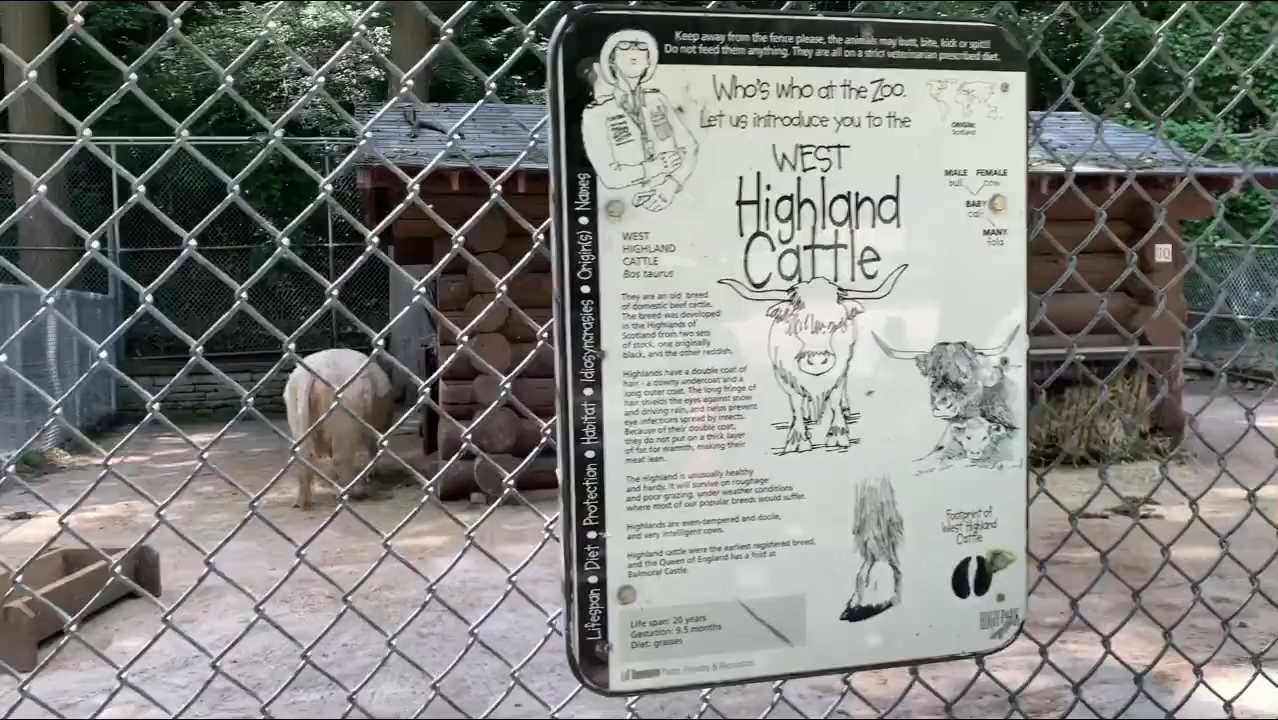 Keep away from the fence please, the animals may butt, bite, kick or spit!
Do not feed them anything. They are all on a strict veterinarian prescribed diet.
Who's who at the Zoo.
Let us introduce you to the
WEST
Highland
Cattle
ORIGIN:
Scotland
MALE FEMALE
bull cow
BABY
calf
MANY
fold
Lifespan • Diet • Protection • Habitat • Idiosyncrasies • Origin(s) • Names
WEST
HIGHLAND
CATTLE
Bos taurus
They are an old breed
of domestic beef cattle.
The breed was developed
in the Highlands of
Scotland from two sets
of stock, one originally
black, and the other reddish.
Highlands have a double coat of
hair - a downy undercoat and a
long outer coat. The long fringe of
hair shields the eyes against snow
and driving rain, and helps prevent
eye infections spread by insects.
Because of their double coat,
they do not put on a thick layer
of fat for warmth, making their
meat lean.
The Highland is unusually healthy
and hardy. It will survive on roughage
and poor grazing, under weather conditions
where most of our popular breeds would suffer.
Highlands are even-tempered and docile,
and very intelligent cows.
Highland cattle were the earliest registered breed,
and the Queen of England has a fold at
Balmoral Castle.
Footprint of
West Highland
Cattle
Life span: 20 years
Gestation: 9.5 months
Diet: grasses
Toronto Parks, Forestry & Recreation
10